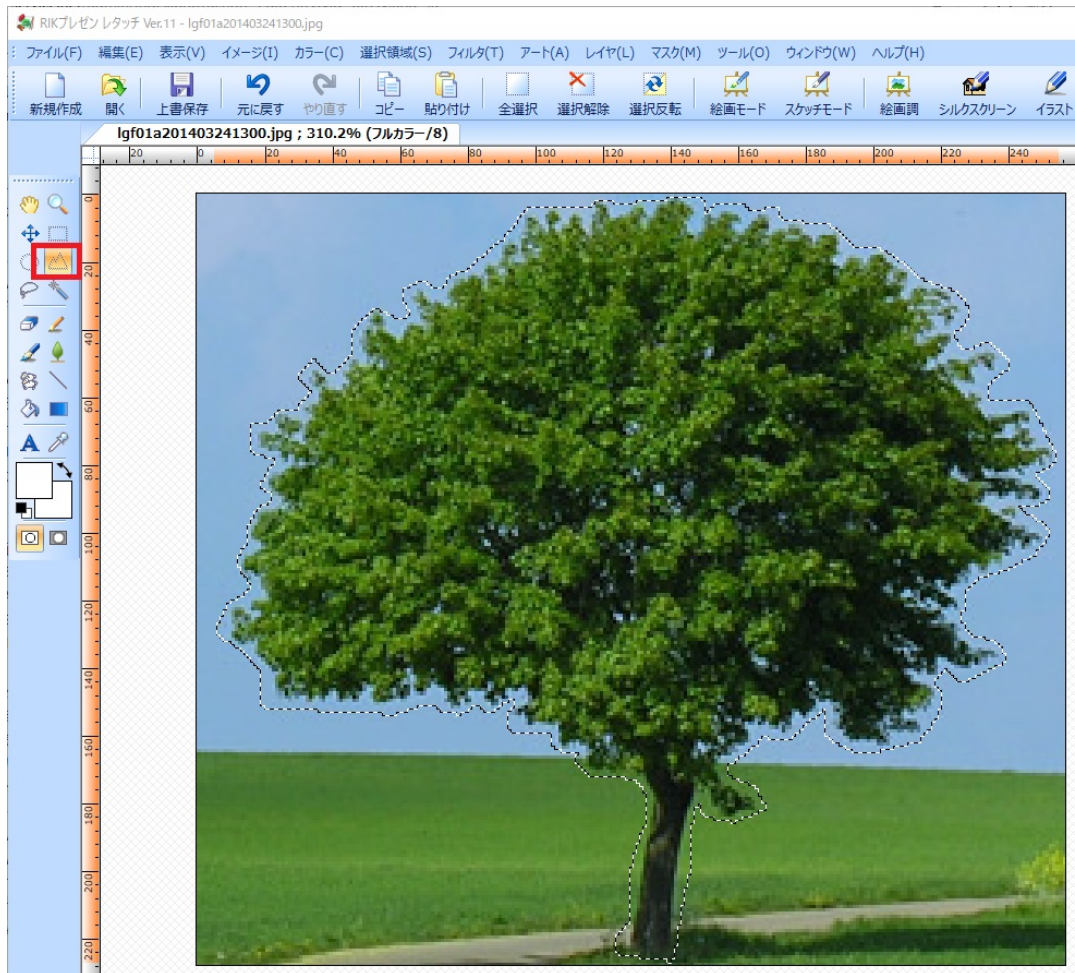 RIKプレゼン レタッチ Ver.11 - lgf01a201403241300.jpg
ファイル(F) 編集(E) 表示(V) イメージ(I) カラー(C) 選択領域(S) フィルタ(T) アート(A) レイヤ(L) マスク(M) ツール(O) ウィンドウ(W) ヘルプ(H)
新規作成 開く 上書保存 元に戻す やり直す コピー 貼り付け 全選択 選択解除 選択反転 絵画モード スケッチモード 絵画調 シルクスクリーン イラスト
lgf01a201403241300.jpg ; 310.2% (フルカラー/8)
20 0 20 40 60 80 100 120 140 160 180 200 220 240
0
20
40
60
80
100
120
140
160
180
200
220
A